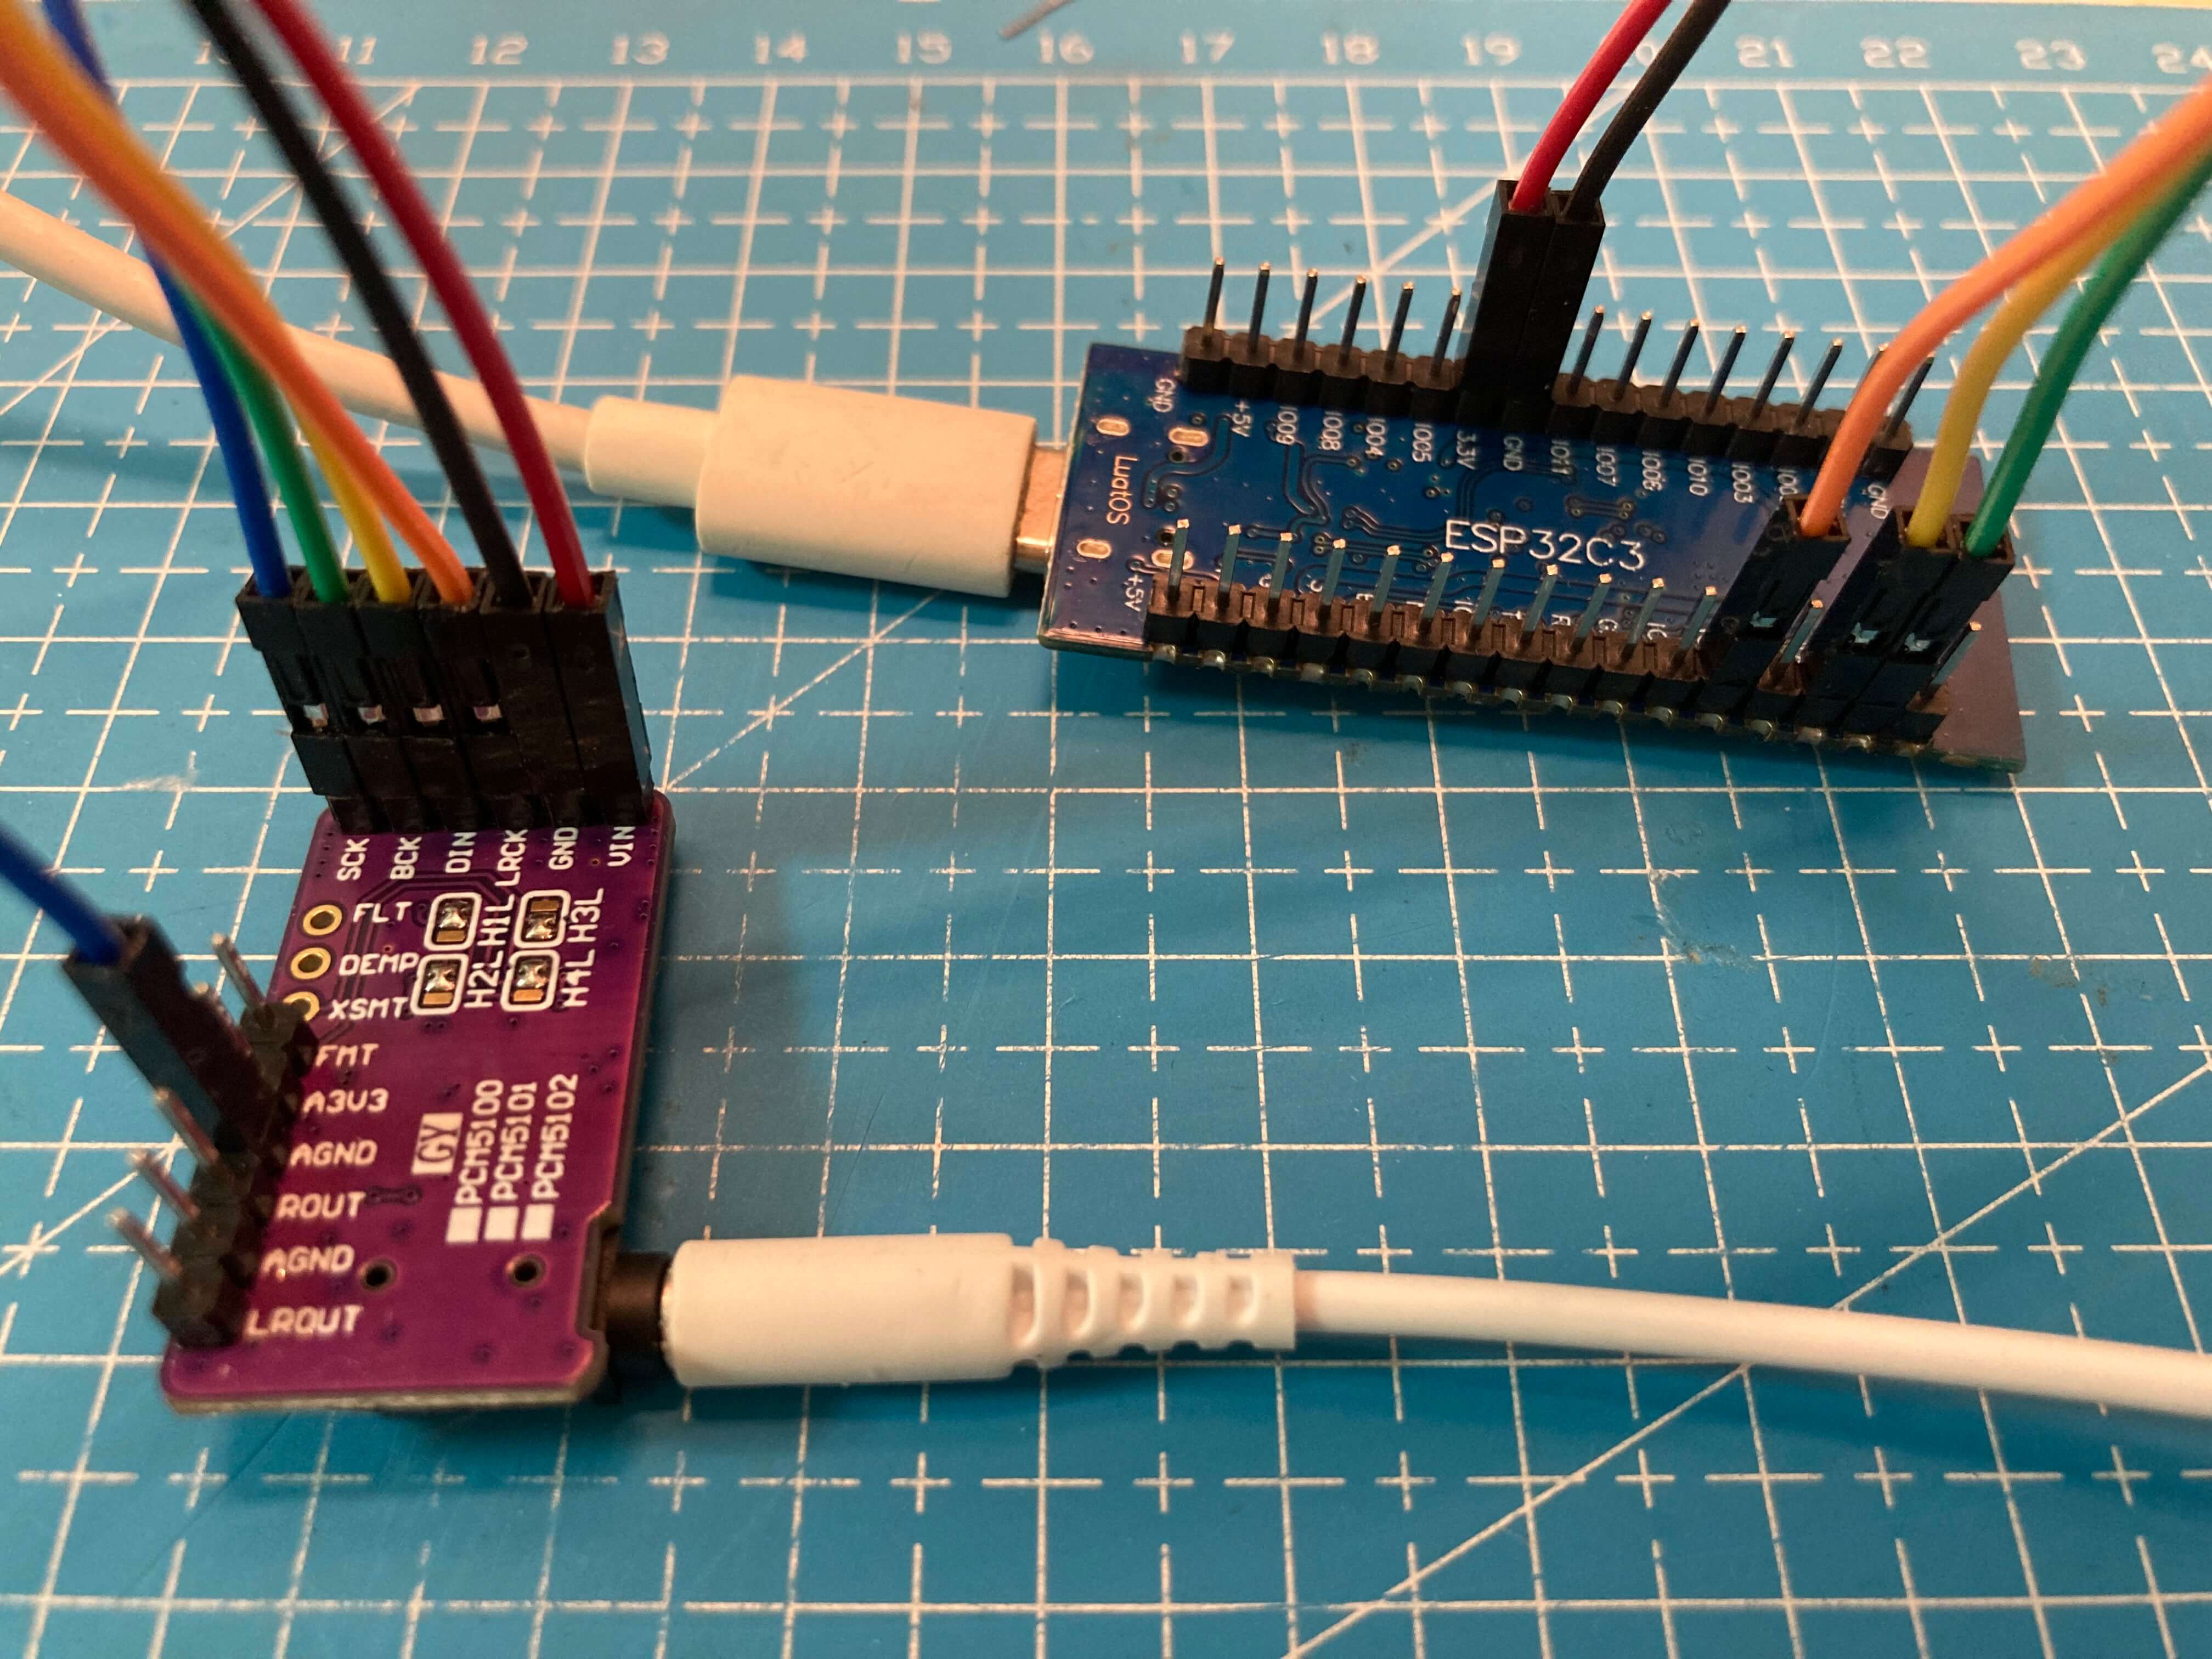 11
12
13
14
15
16
17
18
19
21
22
23
24
GND
+5V
IO09
IO08
IO04
IO05
3.3V
GND
IO11
IO07
IO06
IO10
IO03
GND
LuatOS
ESP32C3
+5V
SCK
BCK
DIN
LRCK
GND
VIN
FLT
DEMP
XSMT
FMT
A3V3
AGND
ROUT
AGND
LROUT
H1L
H3L
H2L
H4L
GY
PCM5100
PCM5101
PCM5102